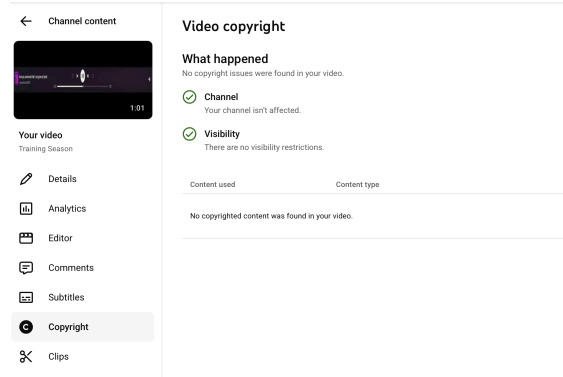 Channel content
Video copyright
What happened
No copyright issues were found in your video.
1:01
Channel
Your channel isn't affected.
Your video
Training Season
Visibility
There are no visibility restrictions.
Details
Content used
Content type
Analytics
No copyrighted content was found in your video.
Editor
Comments
Subtitles
Copyright
Clips